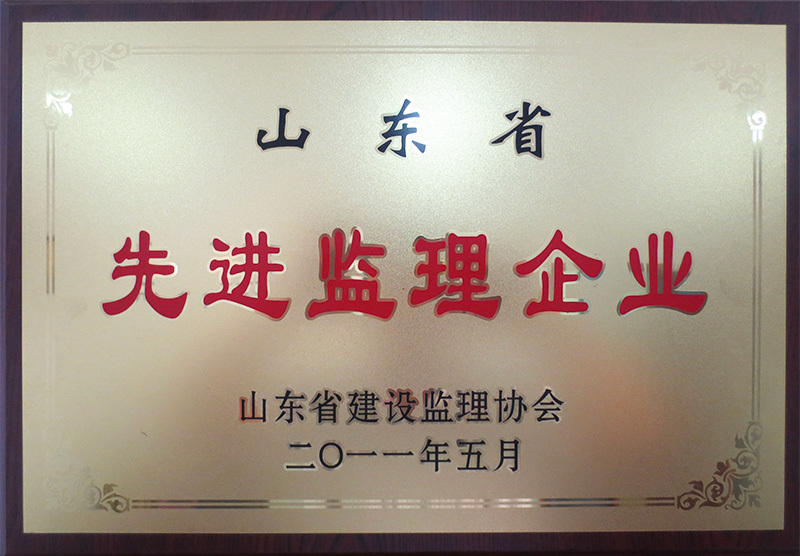 山东省
先进监理企业
山东省建设监理协会
二〇一一年五月